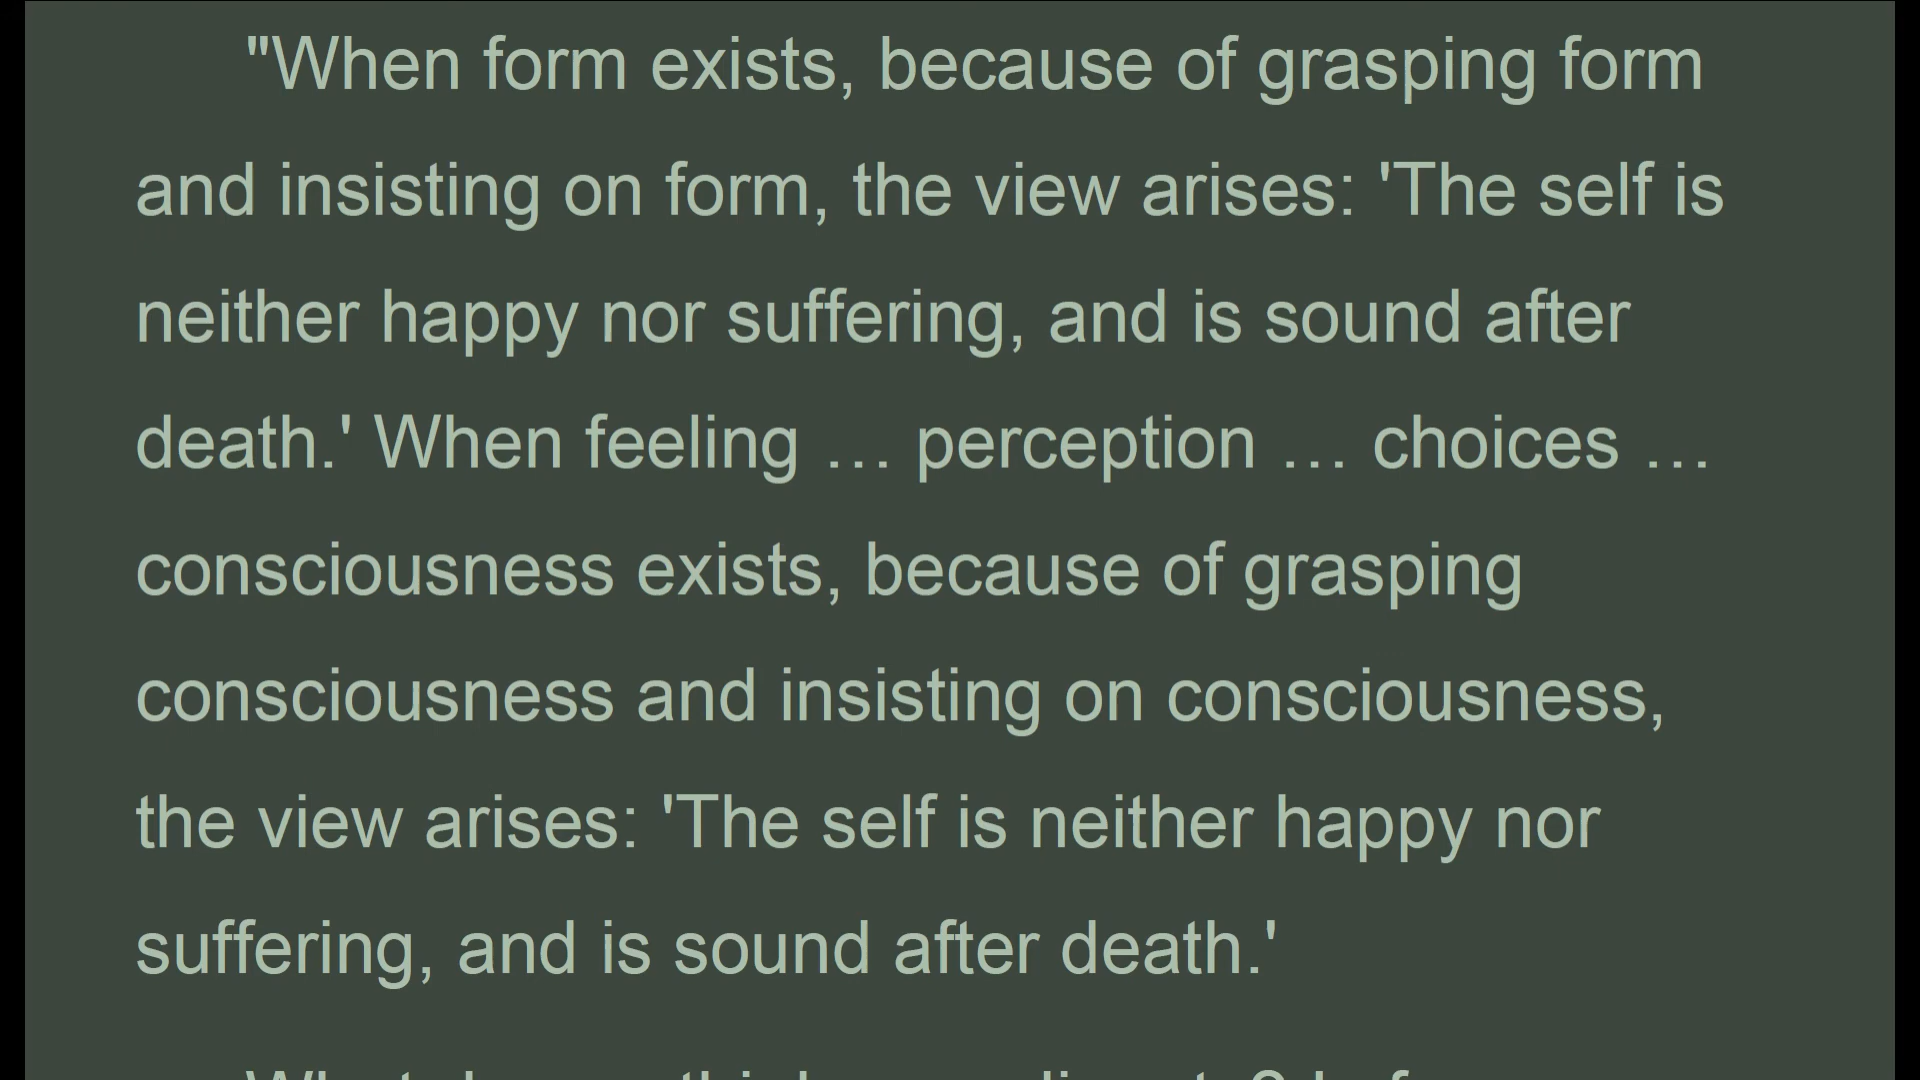 "When form exists, because of grasping form
and insisting on form, the view arises: 'The self is
neither happy nor suffering, and is sound after
death.' When feeling … perception … choices …
consciousness exists, because of grasping
consciousness and insisting on consciousness,
the view arises: 'The self is neither happy nor
suffering, and is sound after death.'